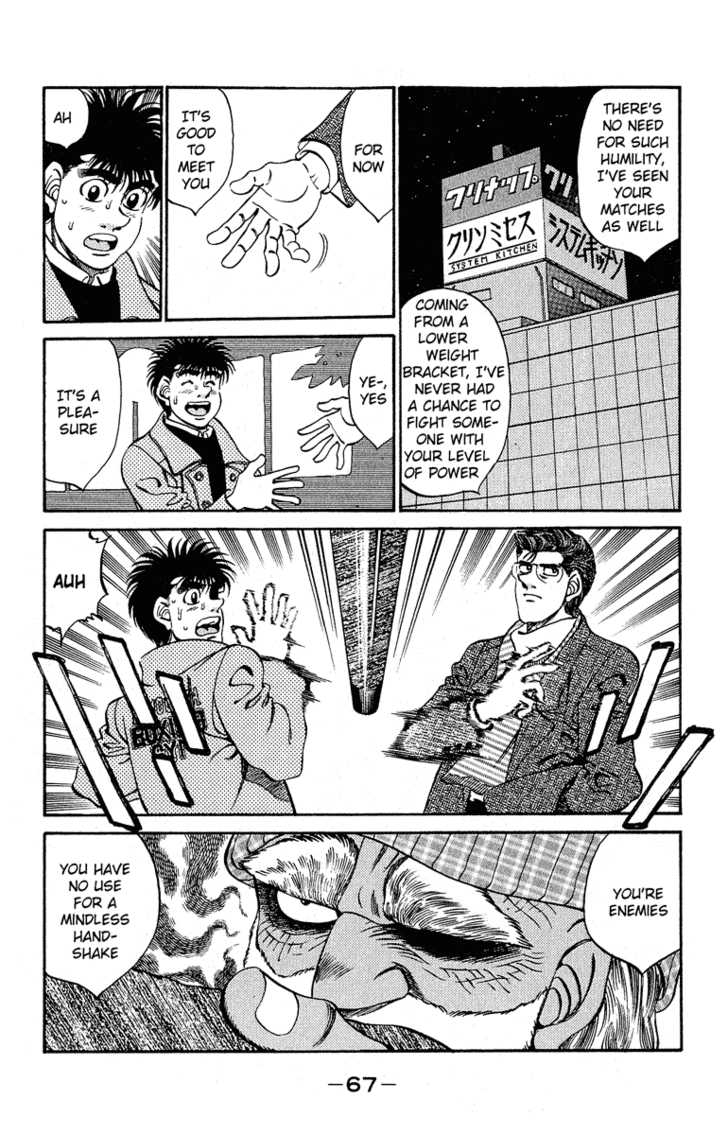 THERE'S
NO NEED
FOR SUCH
HUMILITY,
I'VE SEEN
YOUR
MATCHES
AS WELL
クリナップ
クリ
クリンミセス
SYSTEM KITCHEN
システムキッチン
COMING
FROM A
LOWER
WEIGHT
BRACKET, I'VE
NEVER HAD
A CHANCE TO
FIGHT SOME-
ONE WITH
YOUR LEVEL
OF POWER
FOR
NOW
IT'S
GOOD
TO
MEET
YOU
AH
YE-,
YES
IT'S A
PLEA-
SURE
AUH
YOU'RE
ENEMIES
YOU HAVE
NO USE
FOR A
MINDLESS
HAND-
SHAKE
-67-